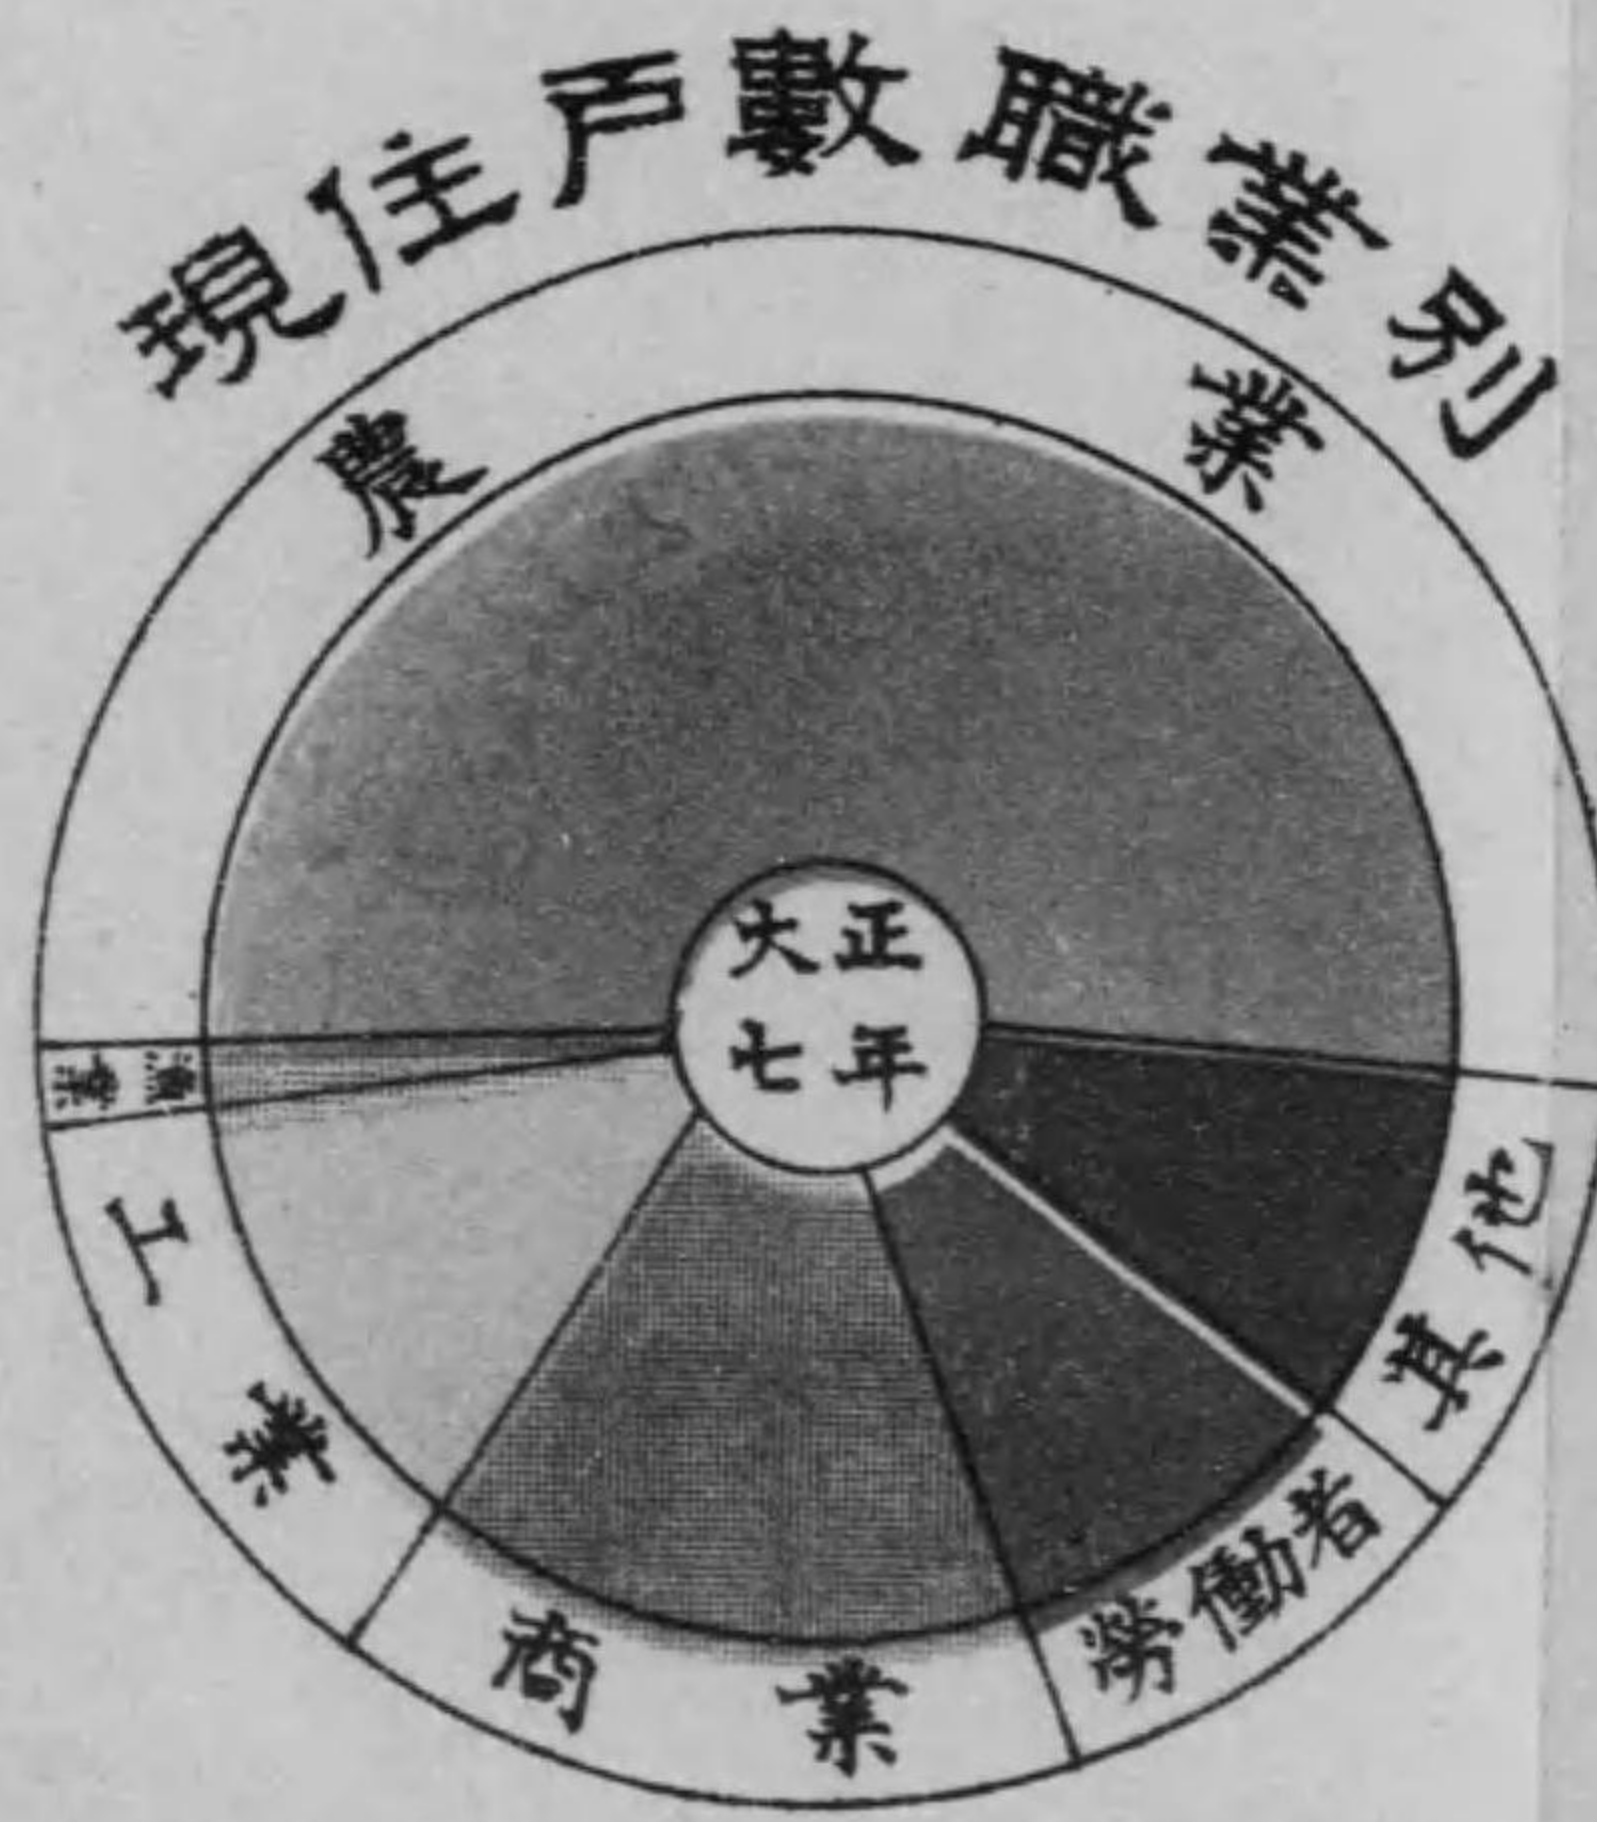 現住戸數職業別
農業
大正
七年
漁業
工業
商業
勞働者
其他